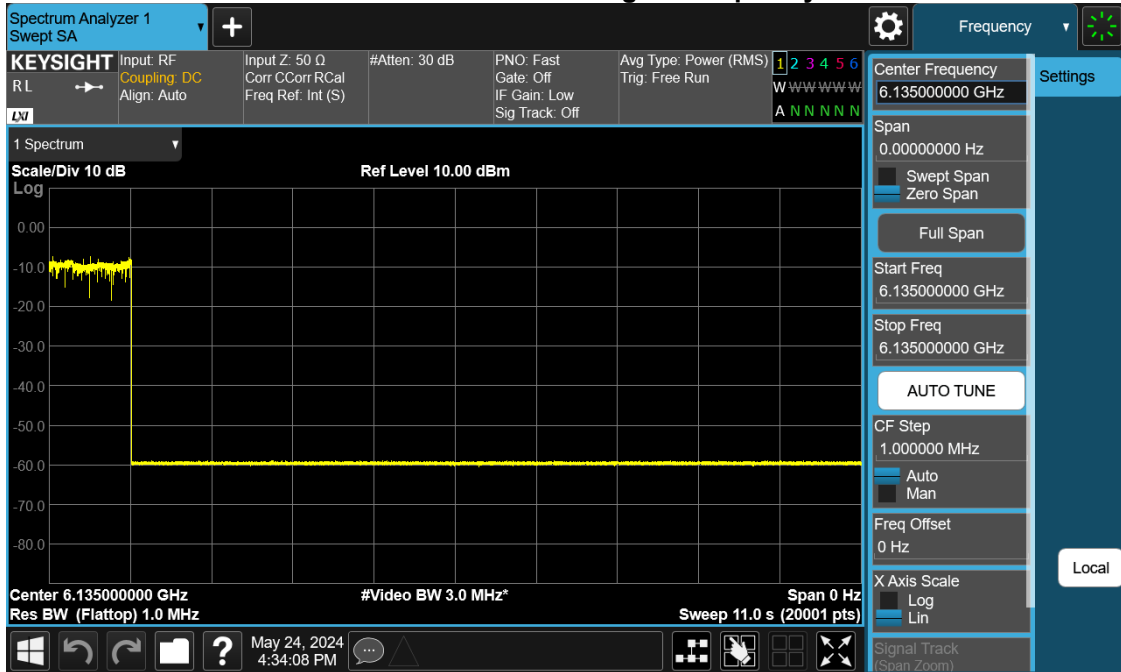 Spectrum Analyzer 1
Swept SA
Frequency
KEYSIGHT
RL
LXI
Input: RF
Coupling: DC
Align: Auto
Input Z: 50 Ω
Corr CCorr RCal
Freq Ref: Int (S)
#Atten: 30 dB
PNO: Fast
Gate: Off
IF Gain: Low
Sig Track: Off
Avg Type: Power (RMS)
Trig: Free Run
1 2 3 4 5 6
W W W W W W
A N N N N N
Center Frequency
6.135000000 GHz
Settings
1 Spectrum
Scale/Div 10 dB
Ref Level 10.00 dBm
Log
0.00
-10.0
-20.0
-30.0
-40.0
-50.0
-60.0
-70.0
-80.0
Center 6.135000000 GHz
#Video BW 3.0 MHz*
Span 0 Hz
Res BW (Flattop) 1.0 MHz
Sweep 11.0 s (20001 pts)
Span
0.00000000 Hz
Swept Span
Zero Span
Full Span
Start Freq
6.135000000 GHz
Stop Freq
6.135000000 GHz
AUTO TUNE
CF Step
1.000000 MHz
Auto
Man
Freq Offset
0 Hz
X Axis Scale
Log
Lin
Signal Track
(Span Zoom)
Local
?
May 24, 2024
4:34:08 PM